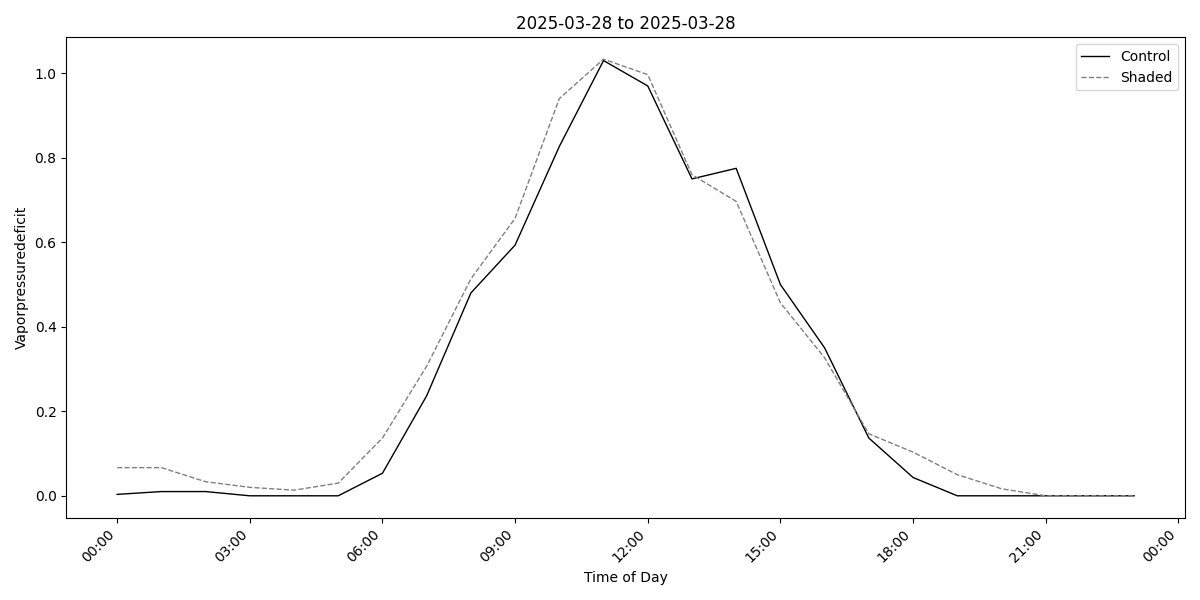 2025-03-28 to 2025-03-28
Control
Shaded
Vaporpressuredeficit
1.0
0.8
0.6
0.4
0.2
0.0
00:00 03:00 06:00 09:00 12:00 15:00 18:00 21:00 00:00
Time of Day